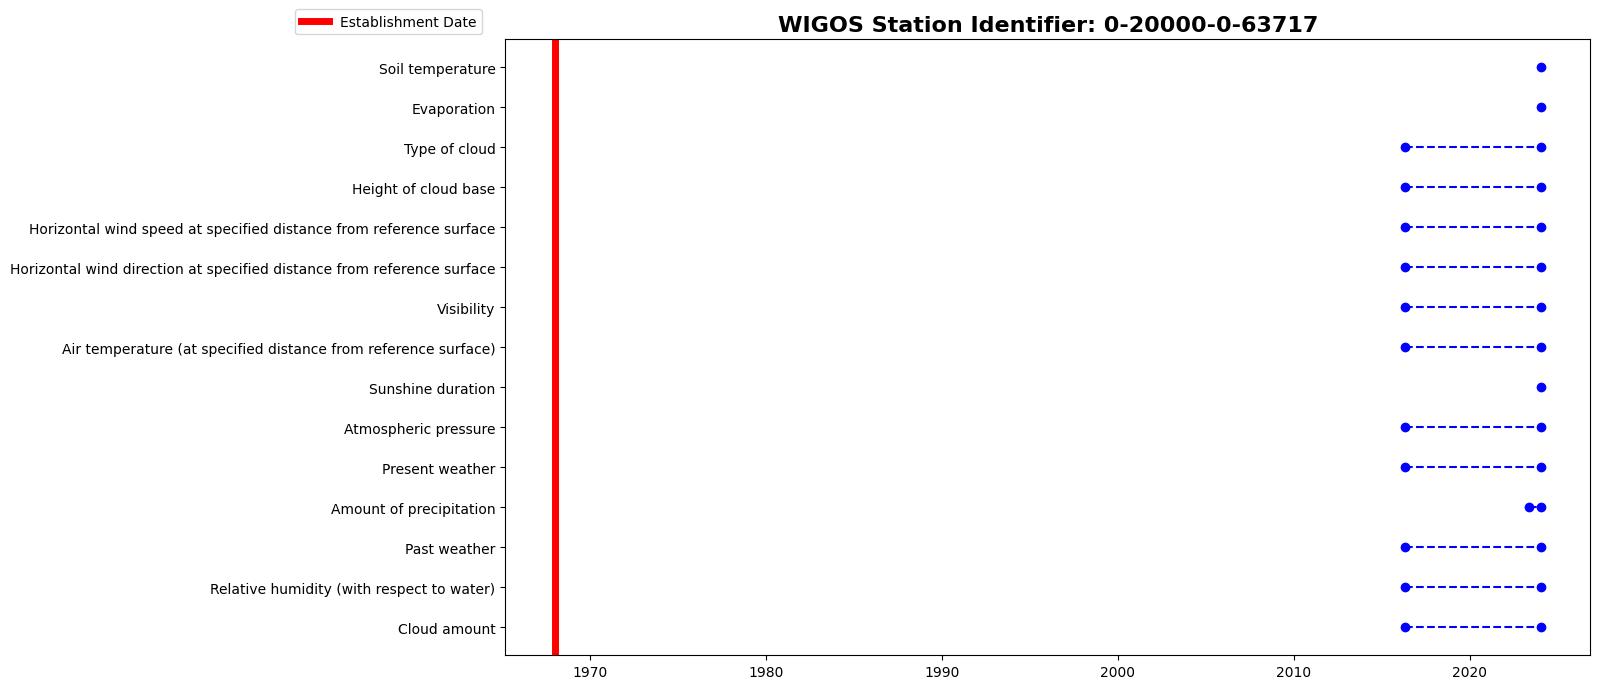 Establishment Date
WIGOS Station Identifier: 0-20000-0-63717
Soil temperature
Evaporation
Type of cloud
Height of cloud base
Horizontal wind speed at specified distance from reference surface
Horizontal wind direction at specified distance from reference surface
Visibility
Air temperature (at specified distance from reference surface)
Sunshine duration
Atmospheric pressure
Present weather
Amount of precipitation
Past weather
Relative humidity (with respect to water)
Cloud amount
1970 1980 1990 2000 2010 2020